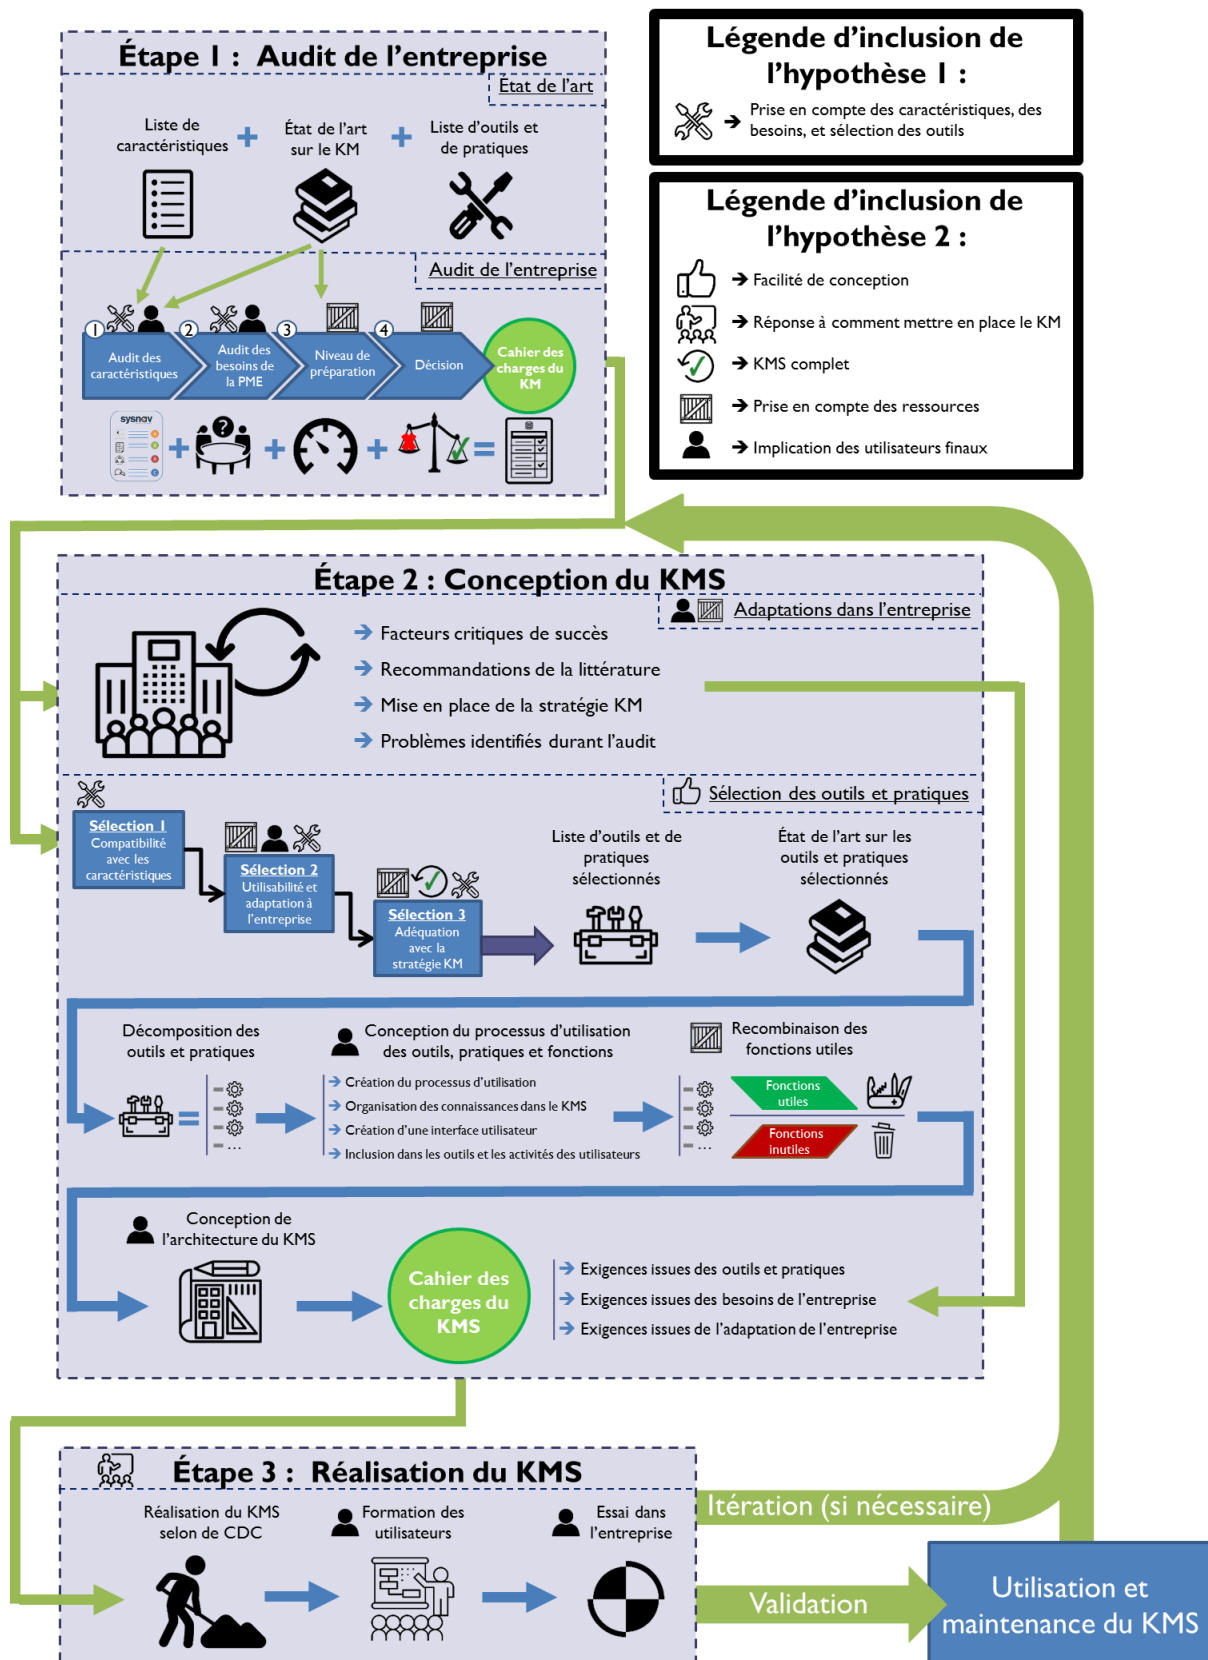 Étape 1 : Audit de l'entreprise
État de l'art
Liste de
caractéristiques
État de l'art
sur le KM
Liste d'outils et
de pratiques
Audit de l'entreprise
1
Audit des
caractéristiques
2
Audit des
besoins de
la PME
3
Niveau de
préparation
4
Décision
Cahier des
charges du
KM
sysnav
Légende d'inclusion de
l'hypothèse 1 :
Prise en compte des caractéristiques, des
besoins, et sélection des outils
Légende d'inclusion de
l'hypothèse 2 :
Facilité de conception
Réponse à comment mettre en place le KM
KMS complet
Prise en compte des ressources
Implication des utilisateurs finaux
Étape 2 : Conception du KMS
Adaptations dans l'entreprise
Facteurs critiques de succès
Recommandations de la littérature
Mise en place de la stratégie KM
Problèmes identifiés durant l'audit
Sélection des outils et pratiques
Sélection 1
Compatibilité
avec les
caractéristiques
Sélection 2
Utilisabilité et
adaptation à
l'entreprise
Sélection 3
Adéquation
avec la
stratégie KM
Liste d'outils et de
pratiques
sélectionnés
État de l'art sur les
outils et pratiques
sélectionnés
Décomposition des
outils et pratiques
...
Conception du processus d'utilisation
des outils, pratiques et fonctions
Création du processus d'utilisation
Organisation des connaissances dans le KMS
Création d'une interface utilisateur
Inclusion dans les outils et les activités des utilisateurs
Recombinaison des
fonctions utiles
...
Fonctions
utiles
Fonctions
inutiles
Conception de
l'architecture du KMS
Cahier des
charges du
KMS
Exigences issues des outils et pratiques
Exigences issues des besoins de l'entreprise
Exigences issues de l'adaptation de l'entreprise
Étape 3 : Réalisation du KMS
Réalisation du KMS
selon de CDC
Formation des
utilisateurs
Essai dans
l'entreprise
Itération (si nécessaire)
Validation
Utilisation et
maintenance du KMS